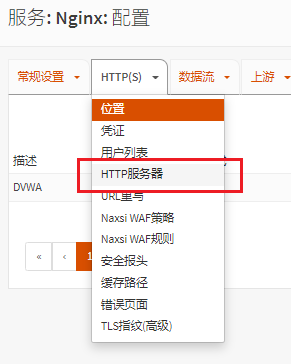 服务: Nginx: 配置
常规设置 HTTP(S) 数据流 上游
位置
凭证
用户列表
描述
HTTP服务器
DVWA
URL重写
Naxsi WAF策略
Naxsi WAF规则
« ‹ 1
安全报头
缓存路径
错误页面
TLS指纹(高级)